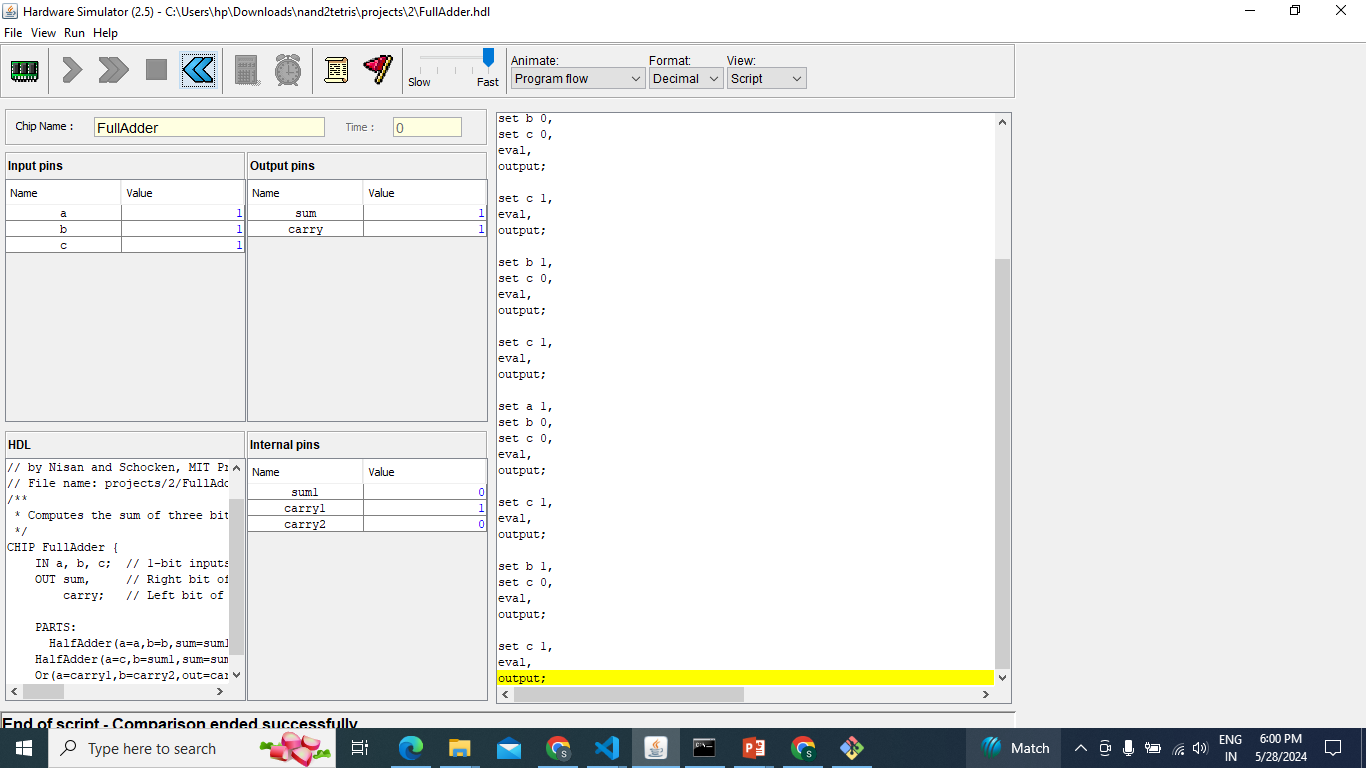 Hardware Simulator (2.5) - C:\Users\hp\Downloads\nand2tetris\projects\2\FullAdder.hdl
File View Run Help
Slow Fast
Animate: Format: View:
Program flow Decimal Script
Chip Name : FullAdder Time : 0
Input pins
Name Value
a 1
b 1
c 1
Output pins
Name Value
sum 1
carry 1
HDL
// by Nisan and Schocken, MIT Pr
// File name: projects/2/FullAdd
/**
* Computes the sum of three bit
*/
CHIP FullAdder {
IN a, b, c; // 1-bit inputs
OUT sum, // Right bit of
carry; // Left bit of
PARTS:
HalfAdder(a=a,b=b,sum=sum1
HalfAdder(a=c,b=sum1,sum=sum
Or(a=carry1,b=carry2,out=car
Internal pins
Name Value
sum1 0
carry1 1
carry2 0
set b 0,
set c 0,
eval,
output;
set c 1,
eval,
output;
set b 1,
set c 0,
eval,
output;
set c 1,
eval,
output;
set a 1,
set b 0,
set c 0,
eval,
output;
set c 1,
eval,
output;
set b 1,
set c 0,
eval,
output;
set c 1,
eval,
output;
End of script - Comparison ended successfully
Type here to search
Match
ENG
IN
6:00 PM
5/28/2024